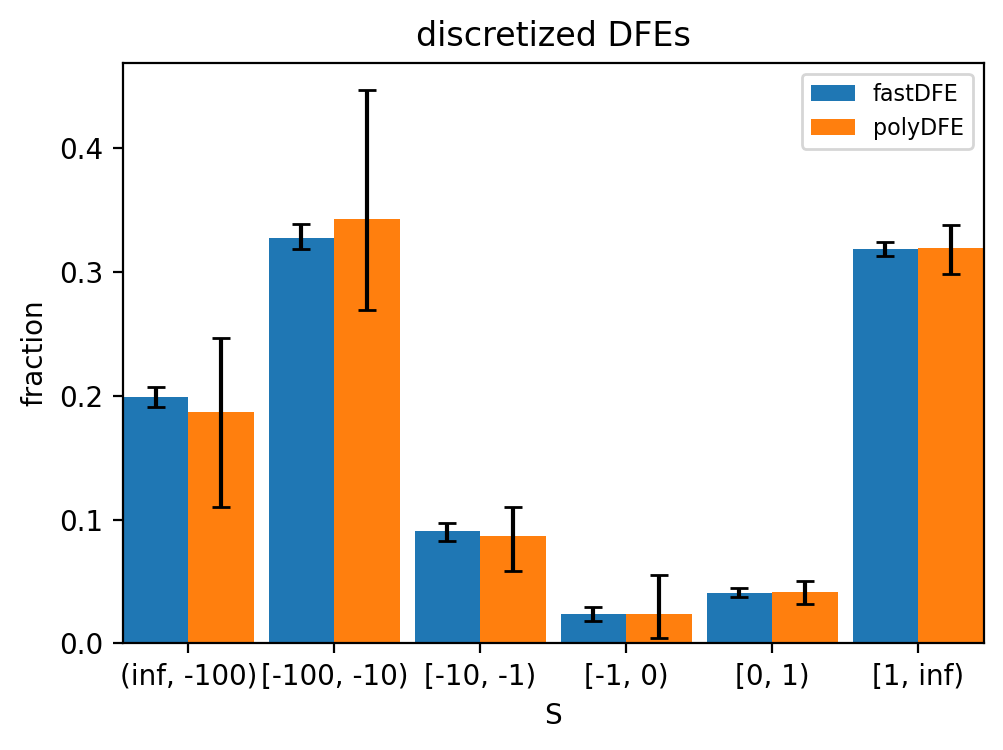 discretized DFEs
fastDFE
polyDFE
fraction
0.4
0.3
0.2
0.1
0.0
(inf, -100) [-100, -10) [-10, -1) [-1, 0) [0, 1) [1, inf)
S